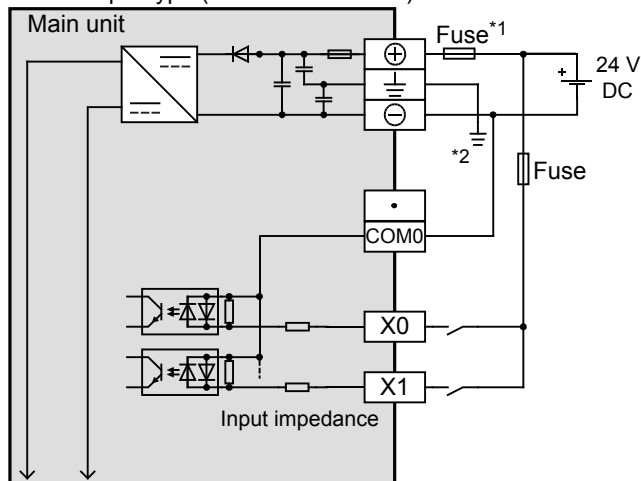 Main unit
Fuse*1
24 V
DC
+
*2
Fuse
•
COM0
X0
X1
Input impedance